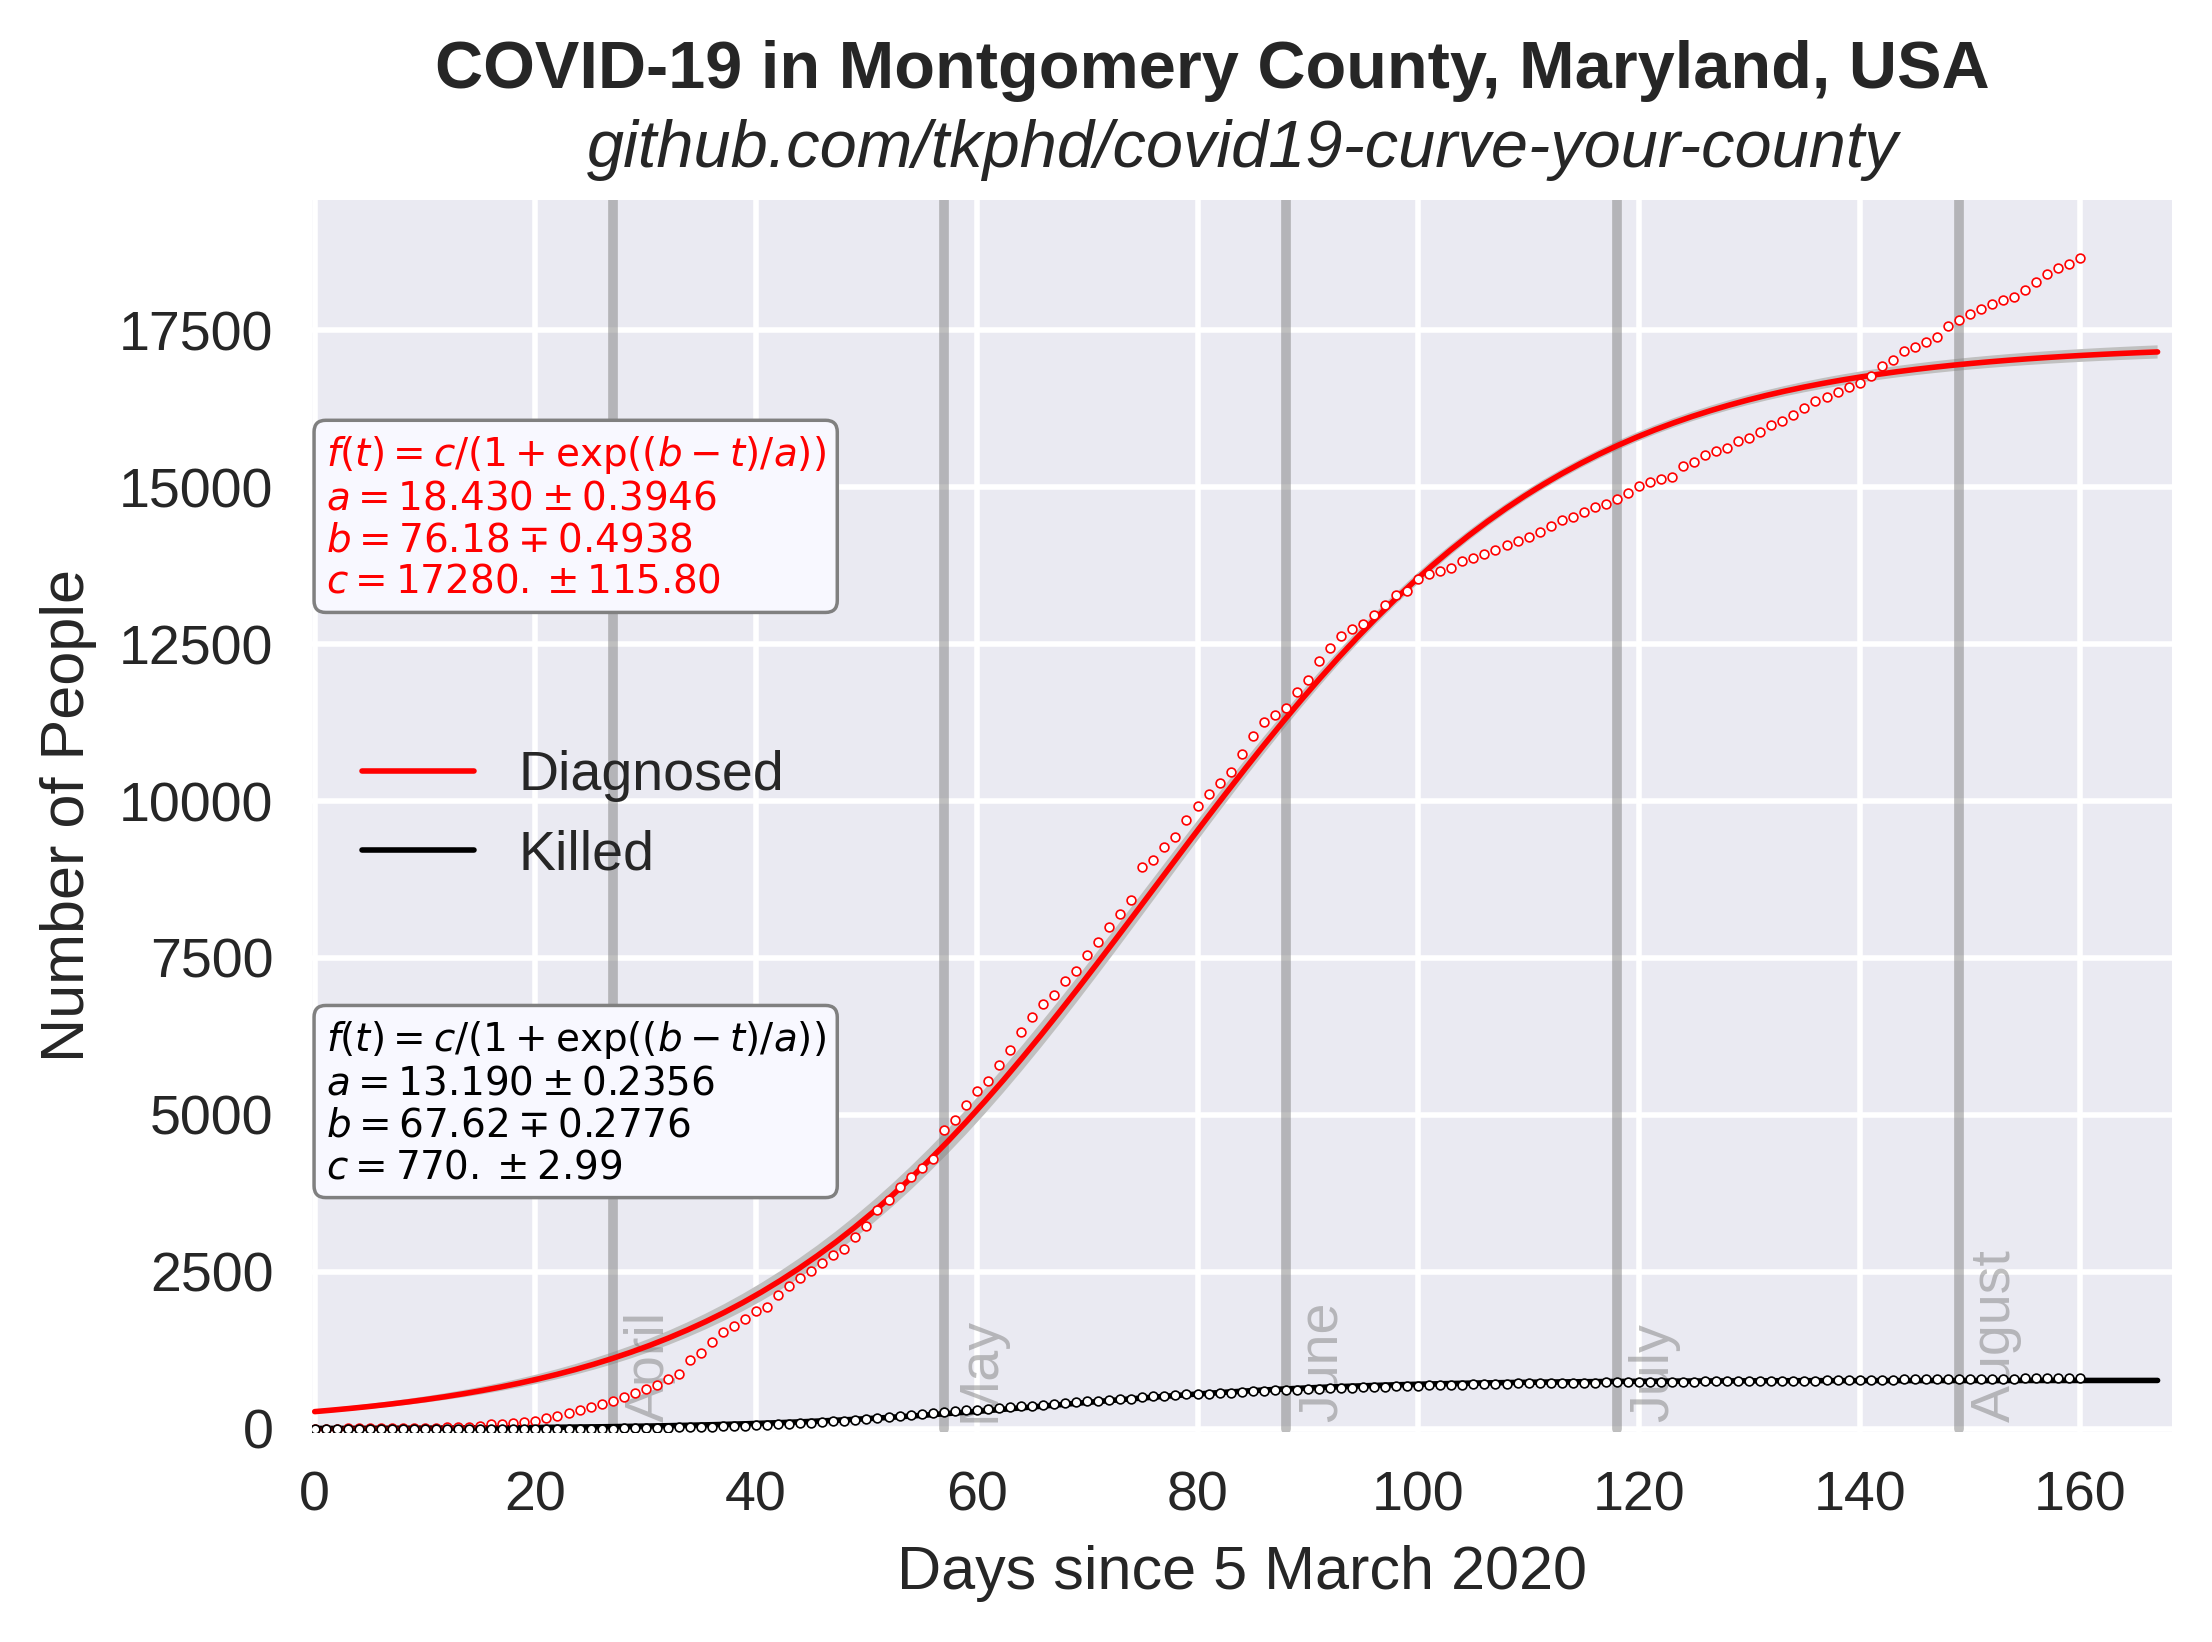 COVID-19 in Montgomery County, Maryland, USA
github.com/tkphd/covid19-curve-your-county
Number of People
17500
15000
12500
10000
7500
5000
2500
0
f(t) = c/(1 + exp((b − t)/a))
a = 18.430 ± 0.3946
b = 76.18 ∓ 0.4938
c = 17280. ± 115.80
Diagnosed
Killed
f(t) = c/(1 + exp((b − t)/a))
a = 13.190 ± 0.2356
b = 67.62 ∓ 0.2776
c = 770. ± 2.99
April
May
June
July
August
0 20 40 60 80 100 120 140 160
Days since 5 March 2020